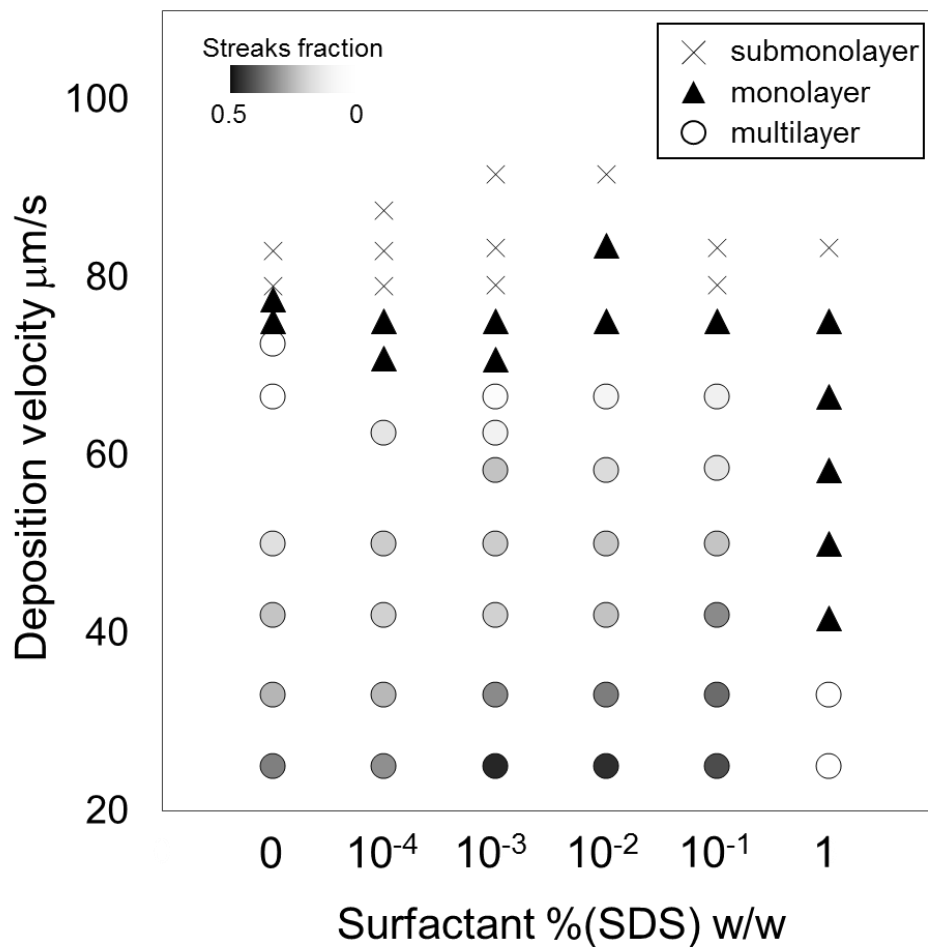 Streaks fraction
0.5 0
submonolayer
monolayer
multilayer
Deposition velocity μm/s
100
80
60
40
20
0 10⁻⁴ 10⁻³ 10⁻² 10⁻¹ 1
Surfactant %(SDS) w/w